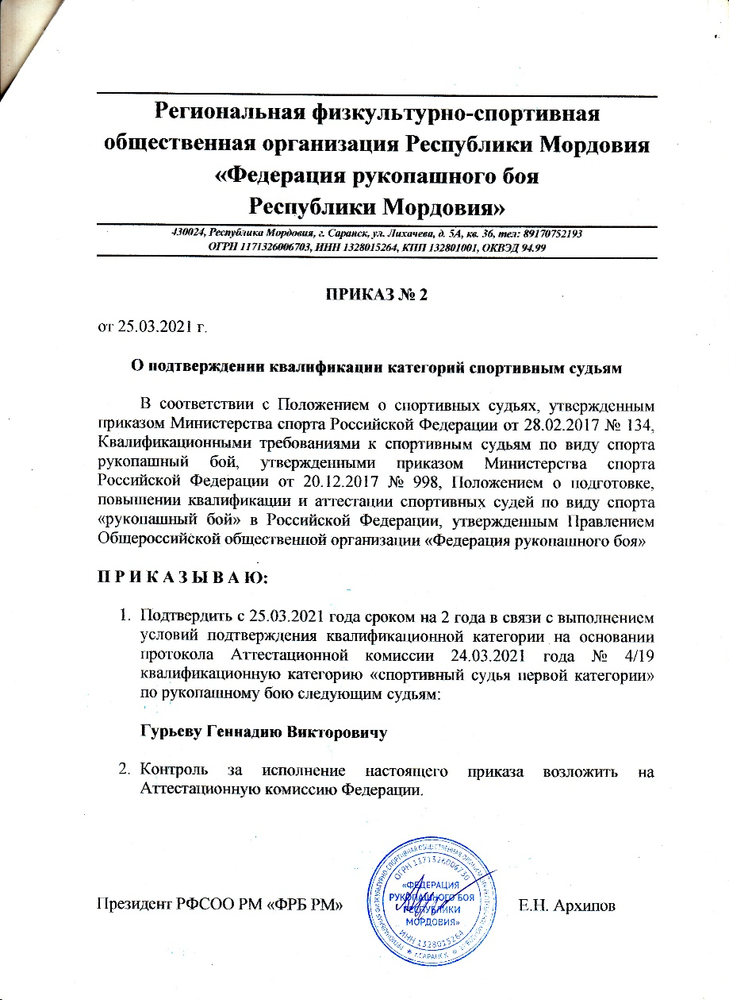 Региональная физкультурно-спортивная
общественная организация Республики Мордовия
«Федерация рукопашного боя
Республики Мордовия»
430024, Республика Мордовия, г. Саранск, ул. Лихачева, д. 5А, кв. 36, тел: 89170752193
ОГРН 1171326006703, ИНН 1328015264, КПП 132801001, ОКВЭД 94.99
ПРИКАЗ № 2
от 25.03.2021 г.
О подтверждении квалификации категорий спортивным судьям
В соответствии с Положением о спортивных судьях, утвержденным
приказом Министерства спорта Российской Федерации от 28.02.2017 № 134,
Квалификационными требованиями к спортивным судьям по виду спорта
рукопашный бой, утвержденными приказом Министерства спорта
Российской Федерации от 20.12.2017 № 998, Положением о подготовке,
повышении квалификации и аттестации спортивных судей по виду спорта
«рукопашный бой» в Российской Федерации, утвержденным Правлением
Общероссийской общественной организации «Федерация рукопашного боя»
П Р И К А З Ы В А Ю:
1. Подтвердить с 25.03.2021 года сроком на 2 года в связи с выполнением
условий подтверждения квалификационной категории на основании
протокола Аттестационной комиссии 24.03.2021 года № 4/19
квалификационную категорию «спортивный судья первой категории»
по рукопашному бою следующим судьям:
Гурьеву Геннадию Викторовичу
2. Контроль за исполнение настоящего приказа возложить на
Аттестационную комиссию Федерации.
Президент РФСОО РМ «ФРБ РМ»
ОГРН 1171326006730
«ФЕДЕРАЦИЯ
РУКОПАШНОГО БОЯ
РЕСПУБЛИКИ
МОРДОВИЯ»
ИНН 1328015264
г.САРАНСК
Е.Н. Архипов